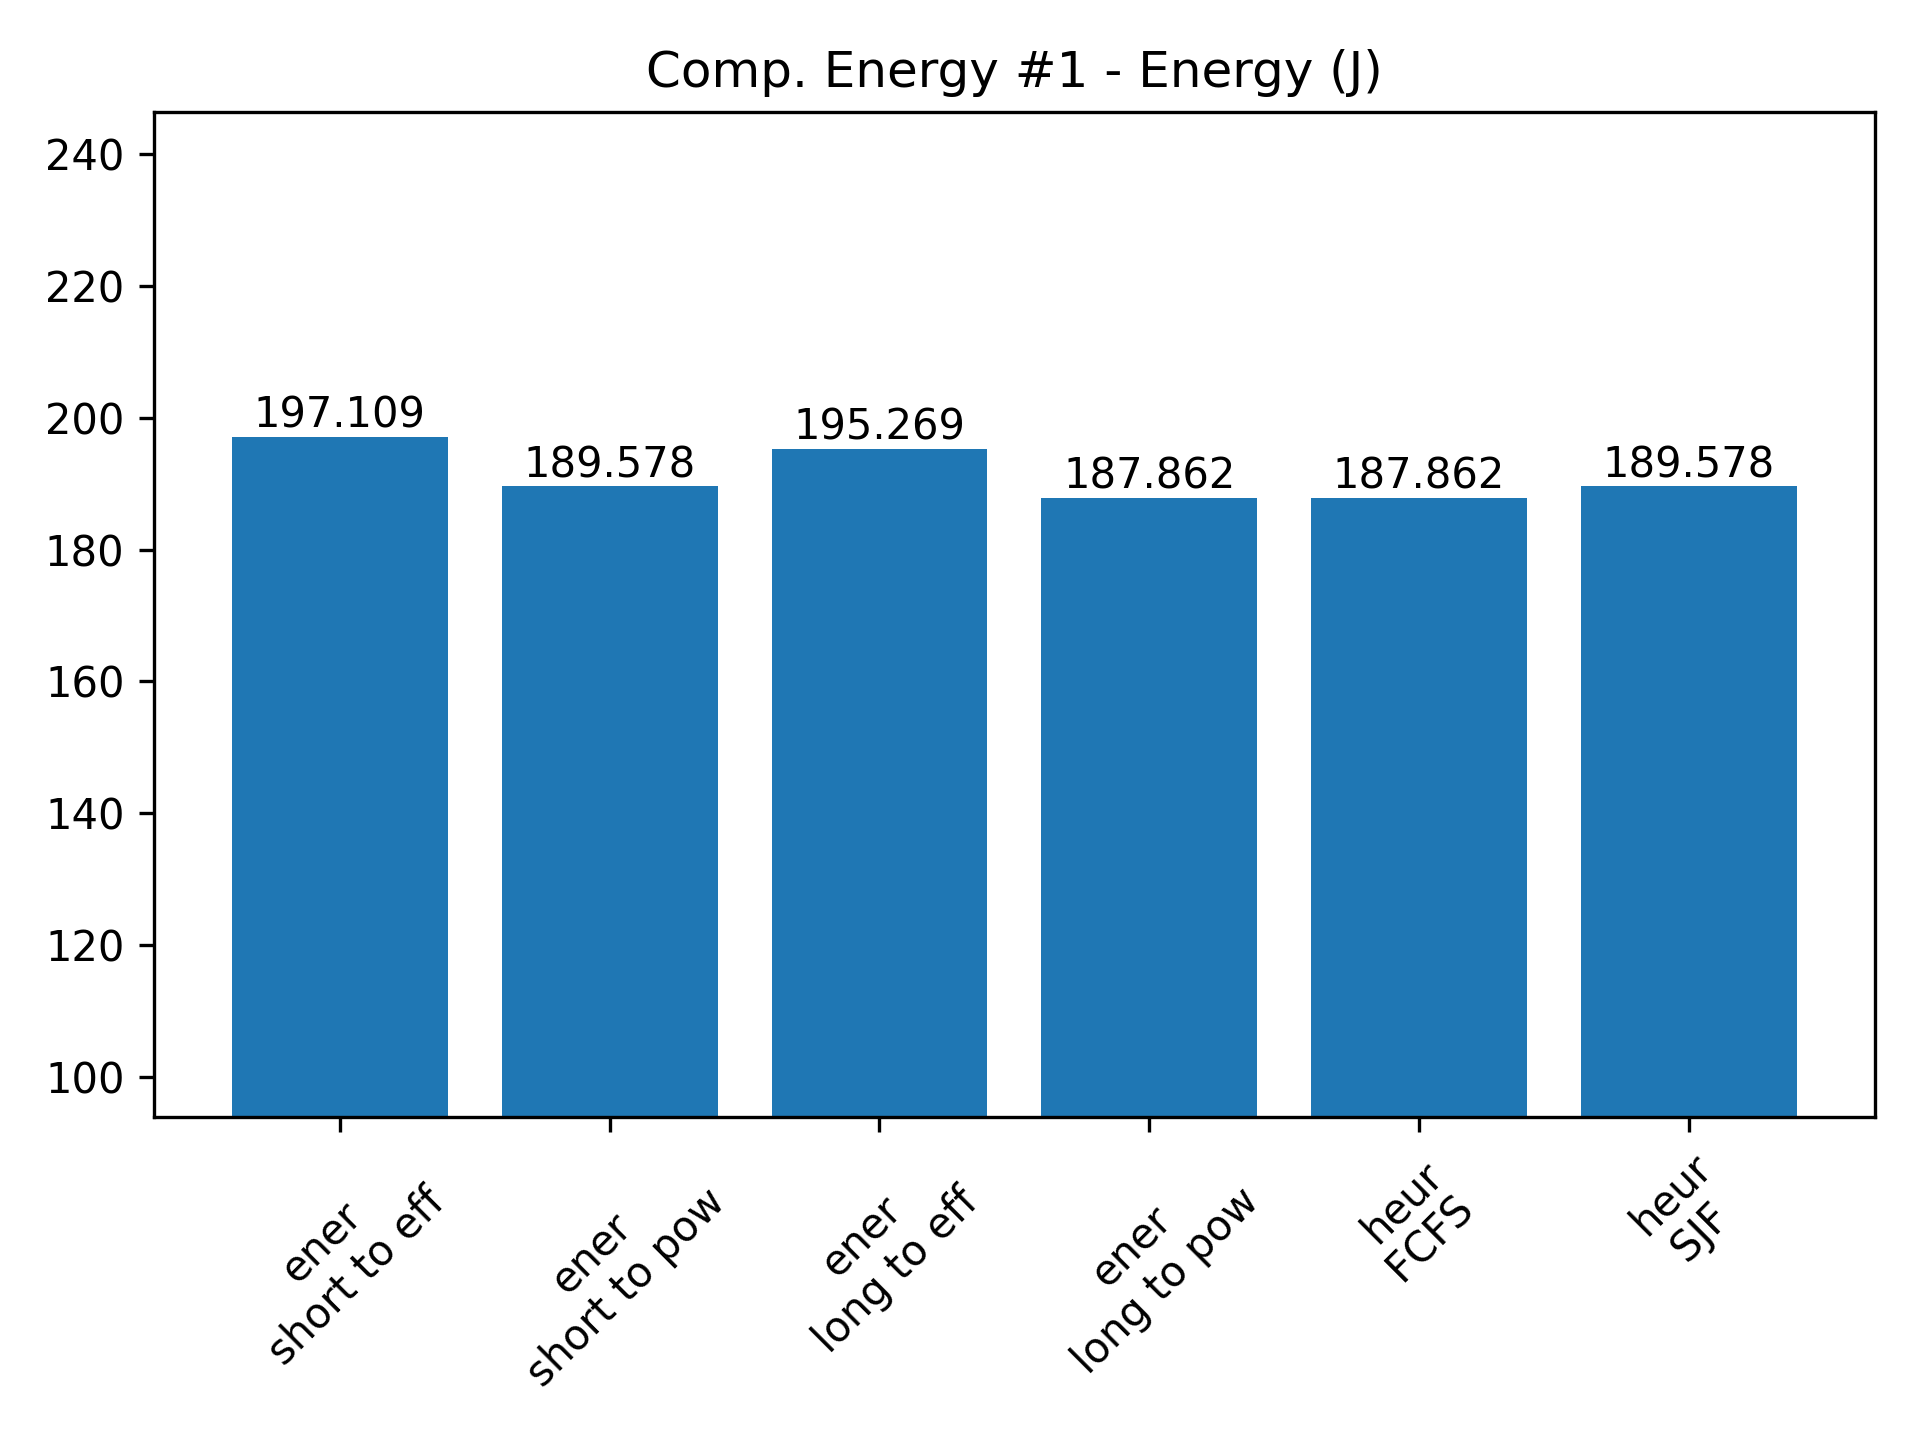 Comp. Energy #1 - Energy (J)
240
220
200
180
160
140
120
100
197.109
189.578
195.269
187.862
187.862
189.578
ener
short to eff
ener
short to pow
ener
long to eff
ener
long to pow
heur
FCFS
heur
SJF